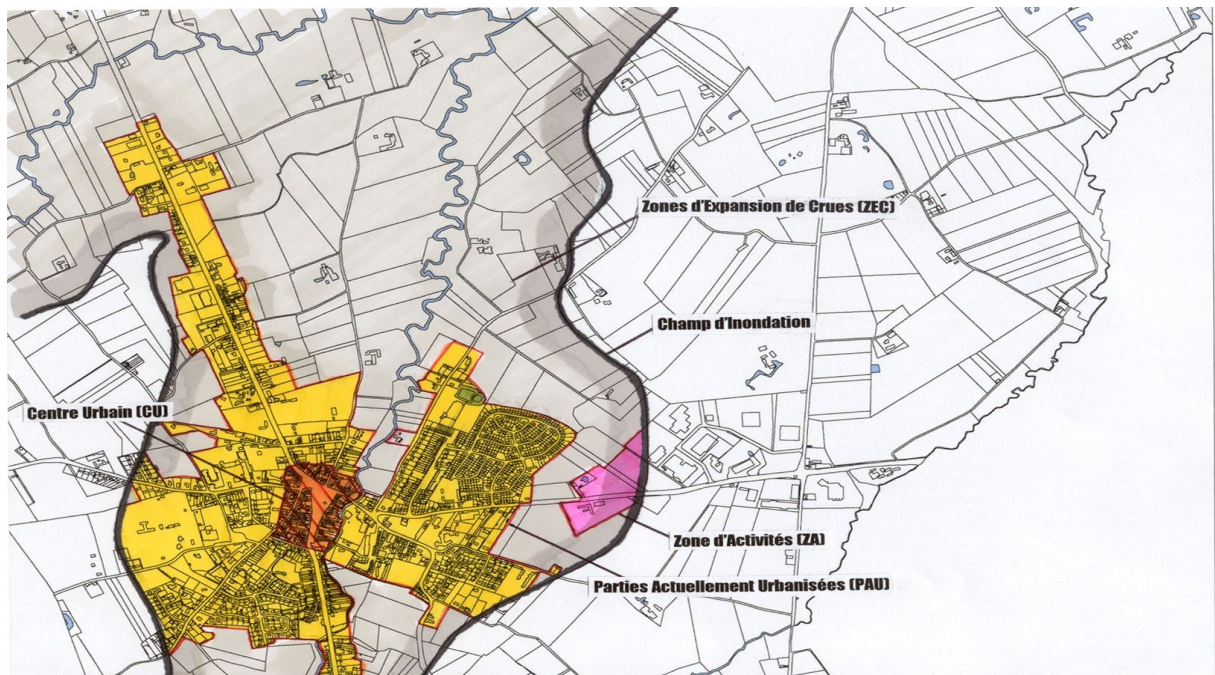 Zones d'Expansion de Crues (ZEC)
Champ d'Inondation
Centre Urbain (CU)
Zone d'Activités (ZA)
Parties Actuellement Urbanisées (PAU)